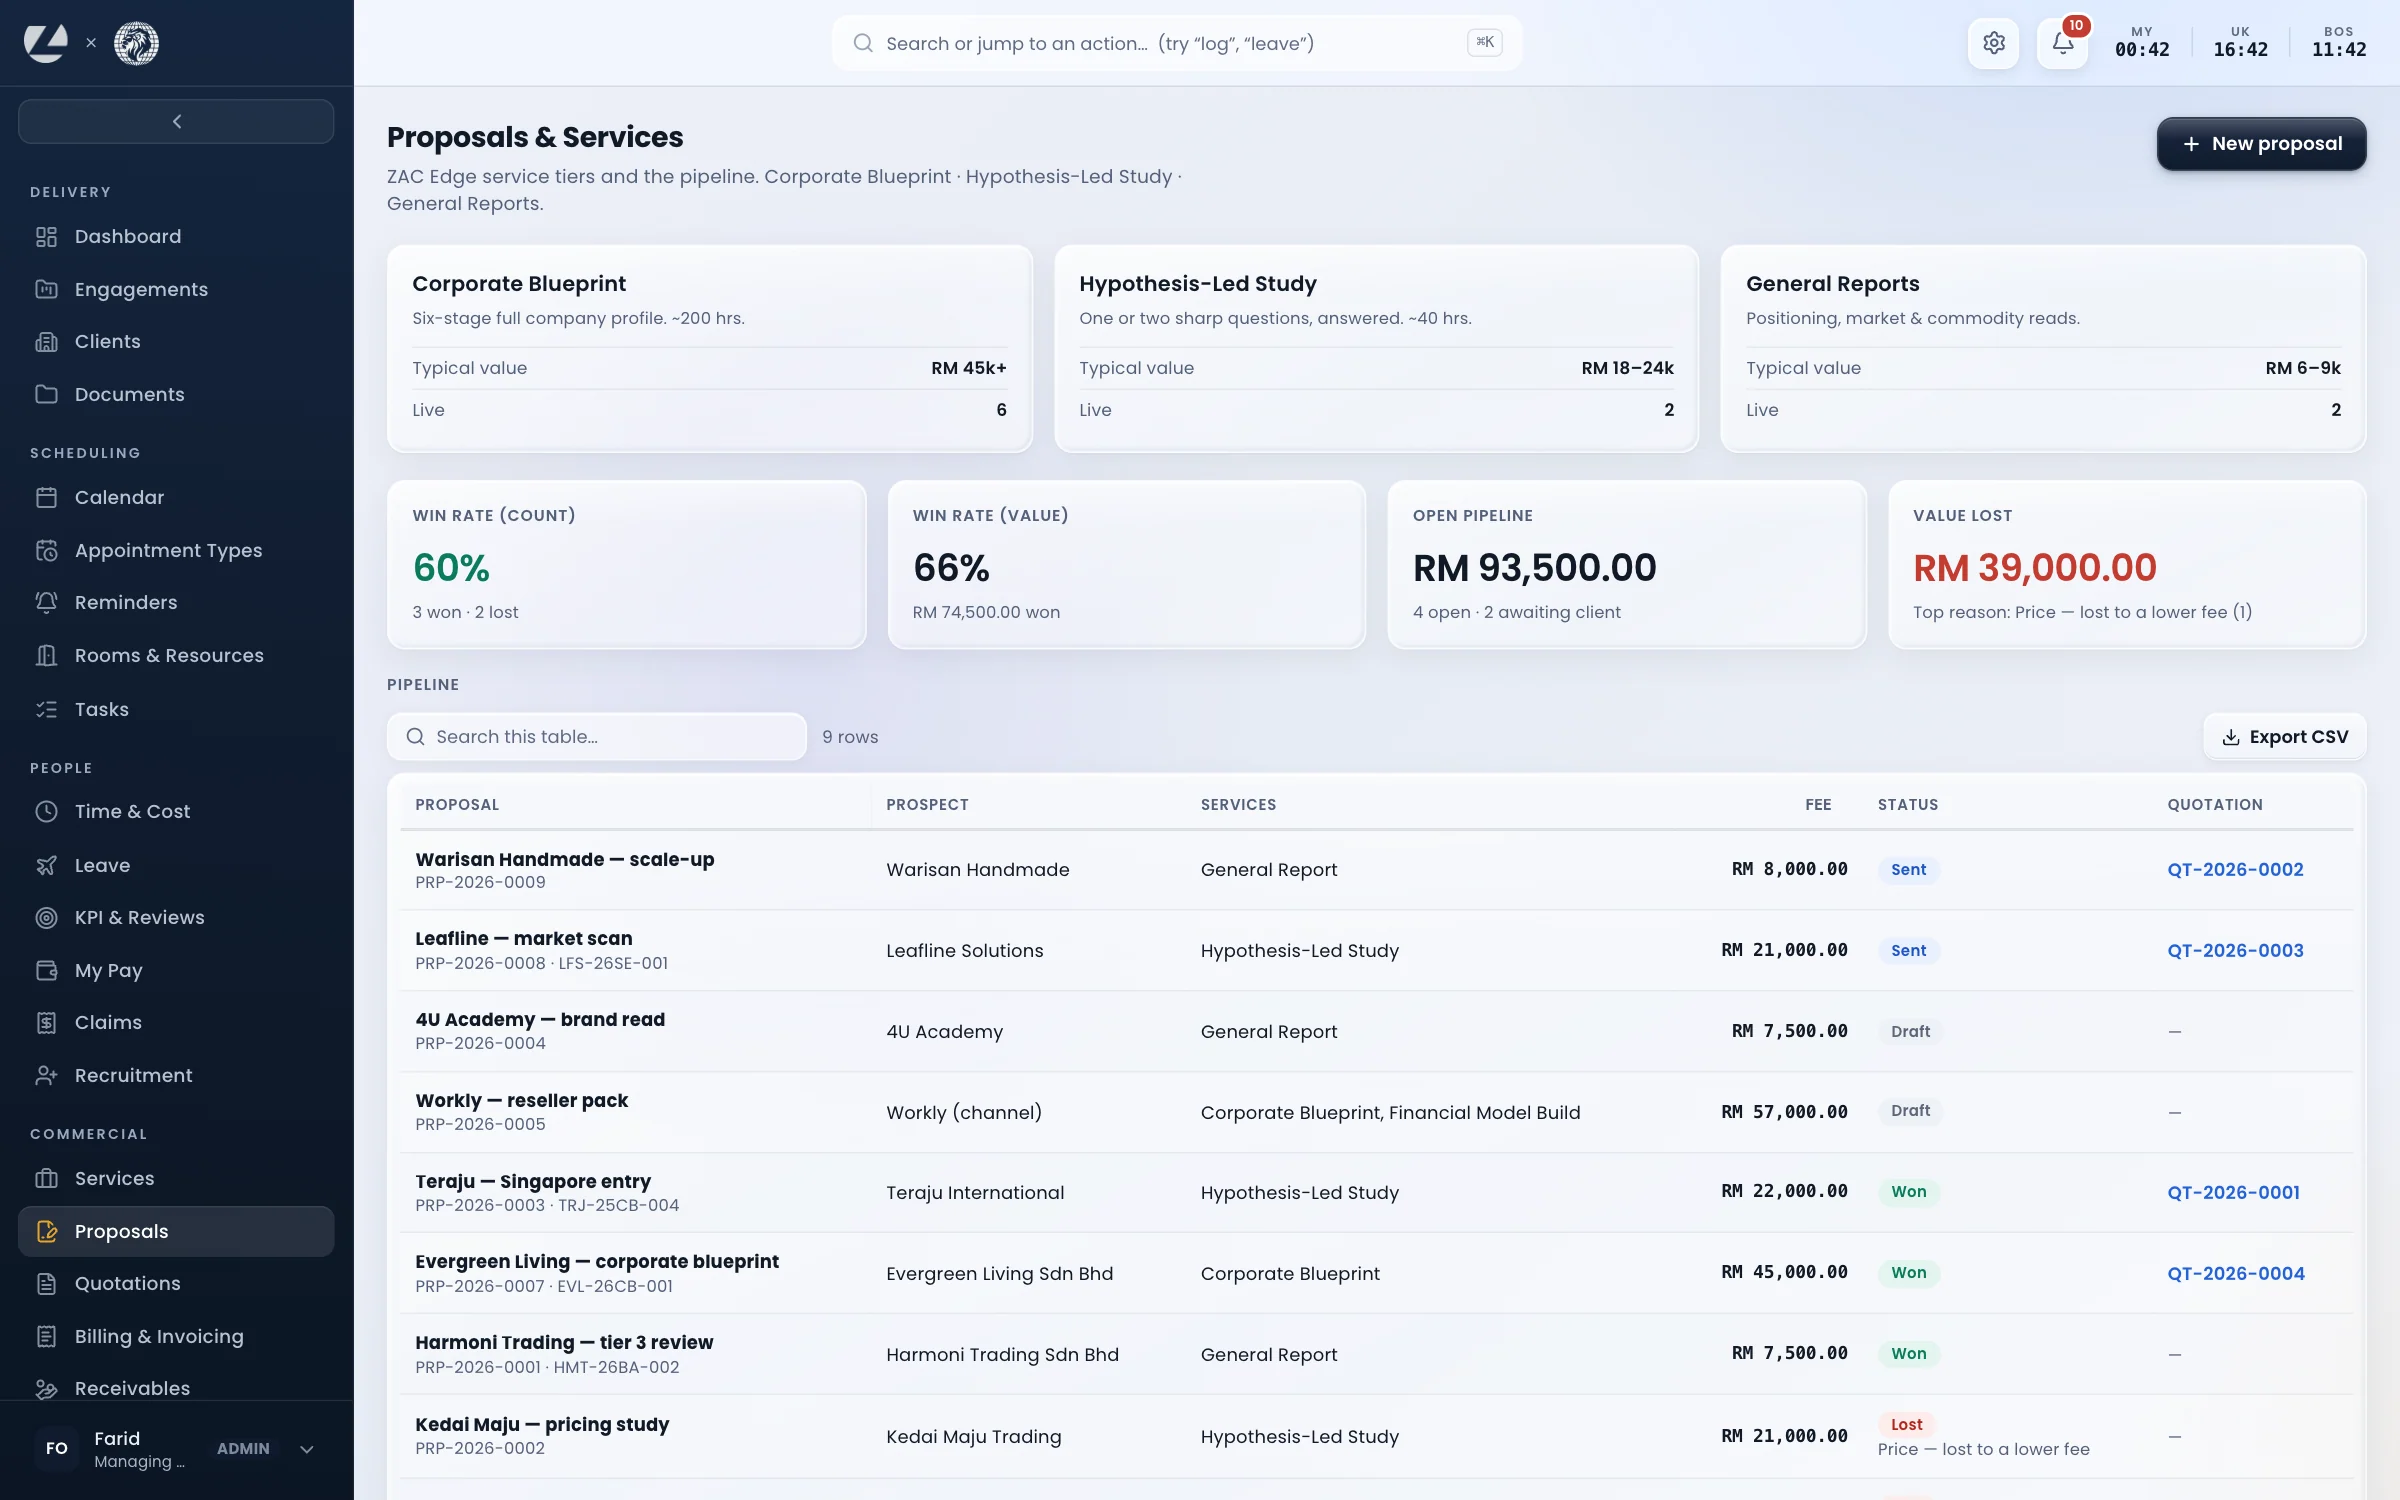 ×
Search or jump to an action... (try “log”, “leave”)
⌘K
10
MY
00:42
UK
16:42
BOS
11:42
DELIVERY
Dashboard
Engagements
Clients
Documents
SCHEDULING
Calendar
Appointment Types
Reminders
Rooms & Resources
Tasks
PEOPLE
Time & Cost
Leave
KPI & Reviews
My Pay
Claims
Recruitment
COMMERCIAL
Services
Proposals
Quotations
Billing & Invoicing
Receivables
FO
Farid
Managing ...
ADMIN
Proposals & Services
ZAC Edge service tiers and the pipeline. Corporate Blueprint · Hypothesis-Led Study ·
General Reports.
+ New proposal
Corporate Blueprint
Six-stage full company profile. ~200 hrs.
Typical value RM 45k+
Live 6
Hypothesis-Led Study
One or two sharp questions, answered. ~40 hrs.
Typical value RM 18–24k
Live 2
General Reports
Positioning, market & commodity reads.
Typical value RM 6–9k
Live 2
WIN RATE (COUNT)
60%
3 won · 2 lost
WIN RATE (VALUE)
66%
RM 74,500.00 won
OPEN PIPELINE
RM 93,500.00
4 open · 2 awaiting client
VALUE LOST
RM 39,000.00
Top reason: Price — lost to a lower fee (1)
PIPELINE
Search this table...
9 rows
Export CSV
PROPOSAL PROSPECT SERVICES FEE STATUS QUOTATION
Warisan Handmade — scale-up
PRP-2026-0009
Warisan Handmade General Report RM 8,000.00 Sent QT-2026-0002
Leafline — market scan
PRP-2026-0008 · LFS-26SE-001
Leafline Solutions Hypothesis-Led Study RM 21,000.00 Sent QT-2026-0003
4U Academy — brand read
PRP-2026-0004
4U Academy General Report RM 7,500.00 Draft —
Workly — reseller pack
PRP-2026-0005
Workly (channel) Corporate Blueprint, Financial Model Build RM 57,000.00 Draft —
Teraju — Singapore entry
PRP-2026-0003 · TRJ-25CB-004
Teraju International Hypothesis-Led Study RM 22,000.00 Won QT-2026-0001
Evergreen Living — corporate blueprint
PRP-2026-0007 · EVL-26CB-001
Evergreen Living Sdn Bhd Corporate Blueprint RM 45,000.00 Won QT-2026-0004
Harmoni Trading — tier 3 review
PRP-2026-0001 · HMT-26BA-002
Harmoni Trading Sdn Bhd General Report RM 7,500.00 Won —
Kedai Maju — pricing study
PRP-2026-0002
Kedai Maju Trading Hypothesis-Led Study RM 21,000.00 Lost —
Price — lost to a lower fee